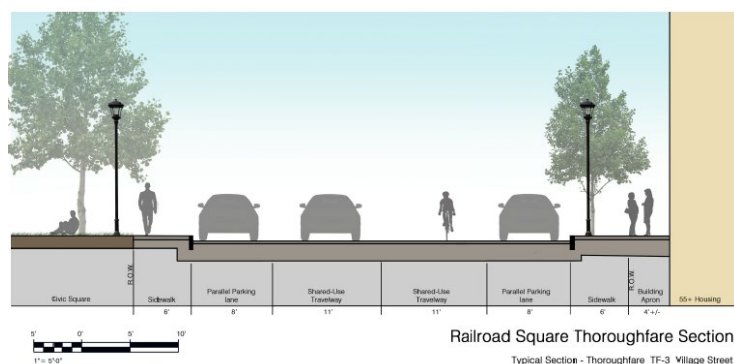 R.O.W
R.O.W
Civic Square
Sidewalk
Parallel Parking
lane
Shared-Use
Travelway
Shared-Use
Travelway
Parallel Parking
lane
Sidewalk
Building
Apron
55+ Housing
6' 8' 11' 11' 8' 6' 4'+/-
5' 0' 5' 10'
1" = 5'-0"
Railroad Square Thoroughfare Section
Typical Section - Thoroughfare TF-3 Village Street